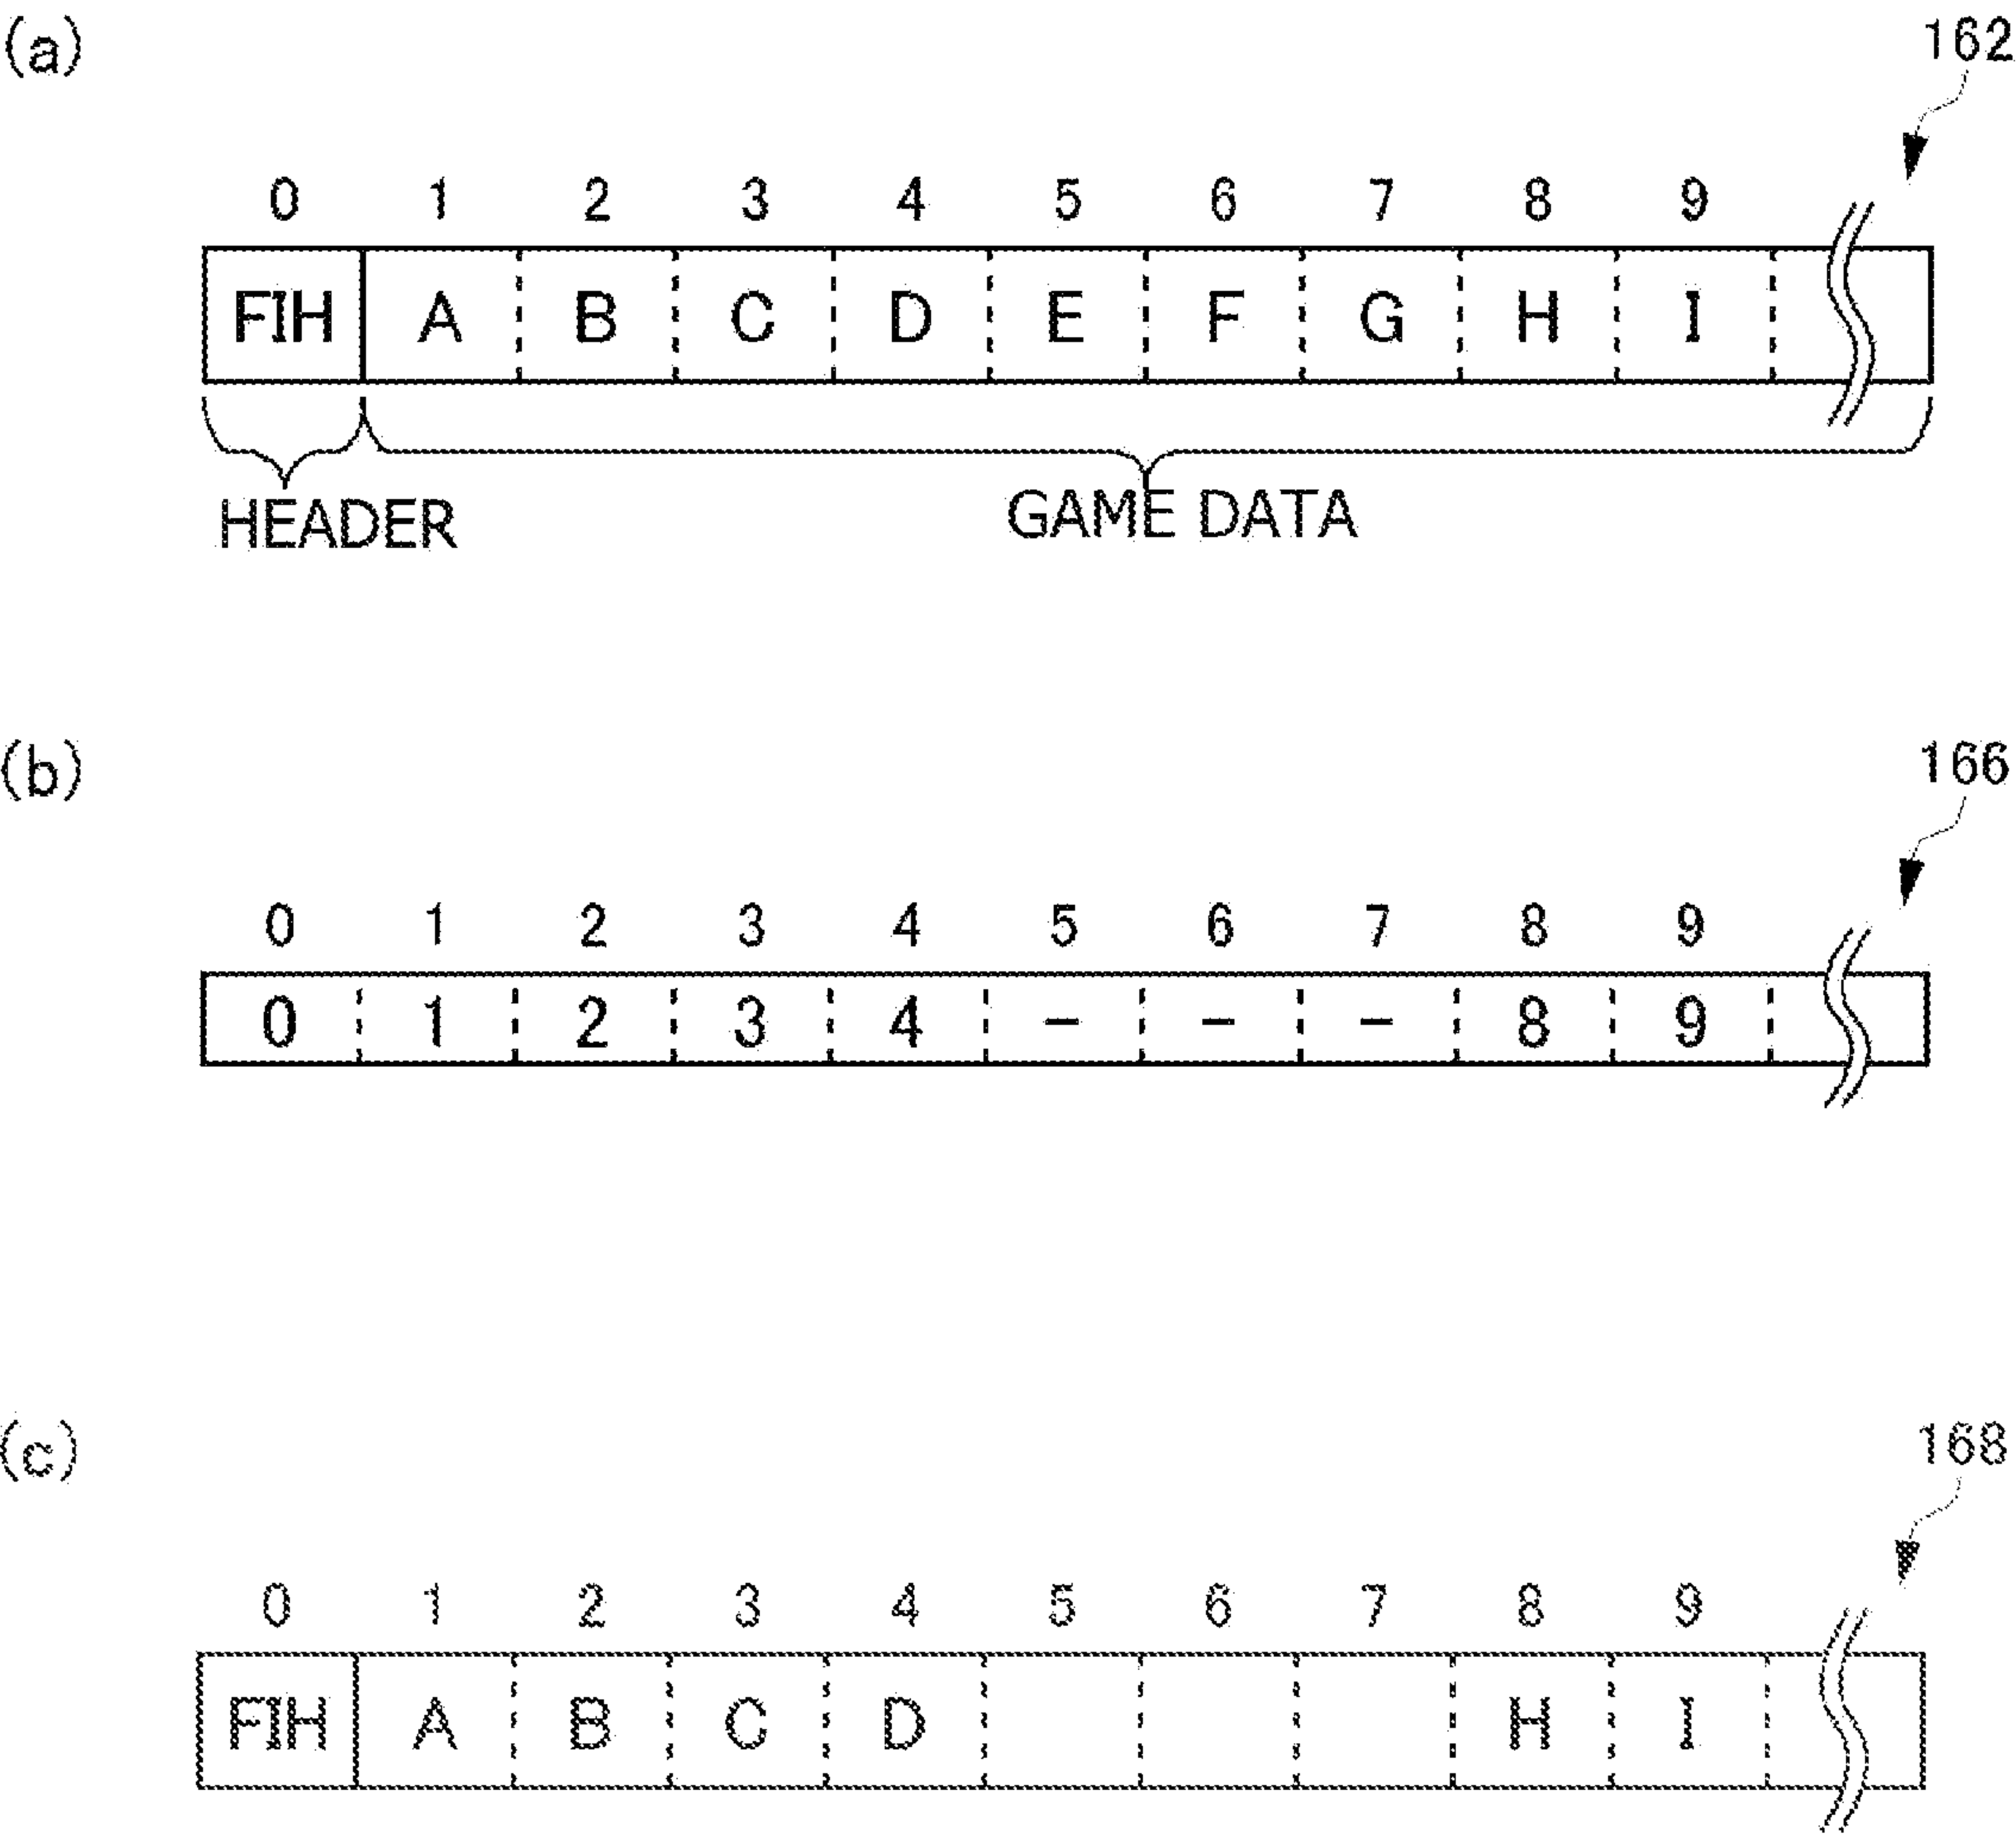 (a)
162
0 1 2 3 4 5 6 7 8 9
FIH A B C D E F G H I
HEADER GAME DATA
(b)
166
0 1 2 3 4 5 6 7 8 9
0 1 2 3 4 - - - 8 9
(c)
168
0 1 2 3 4 5 6 7 8 9
FIH A B C D H I